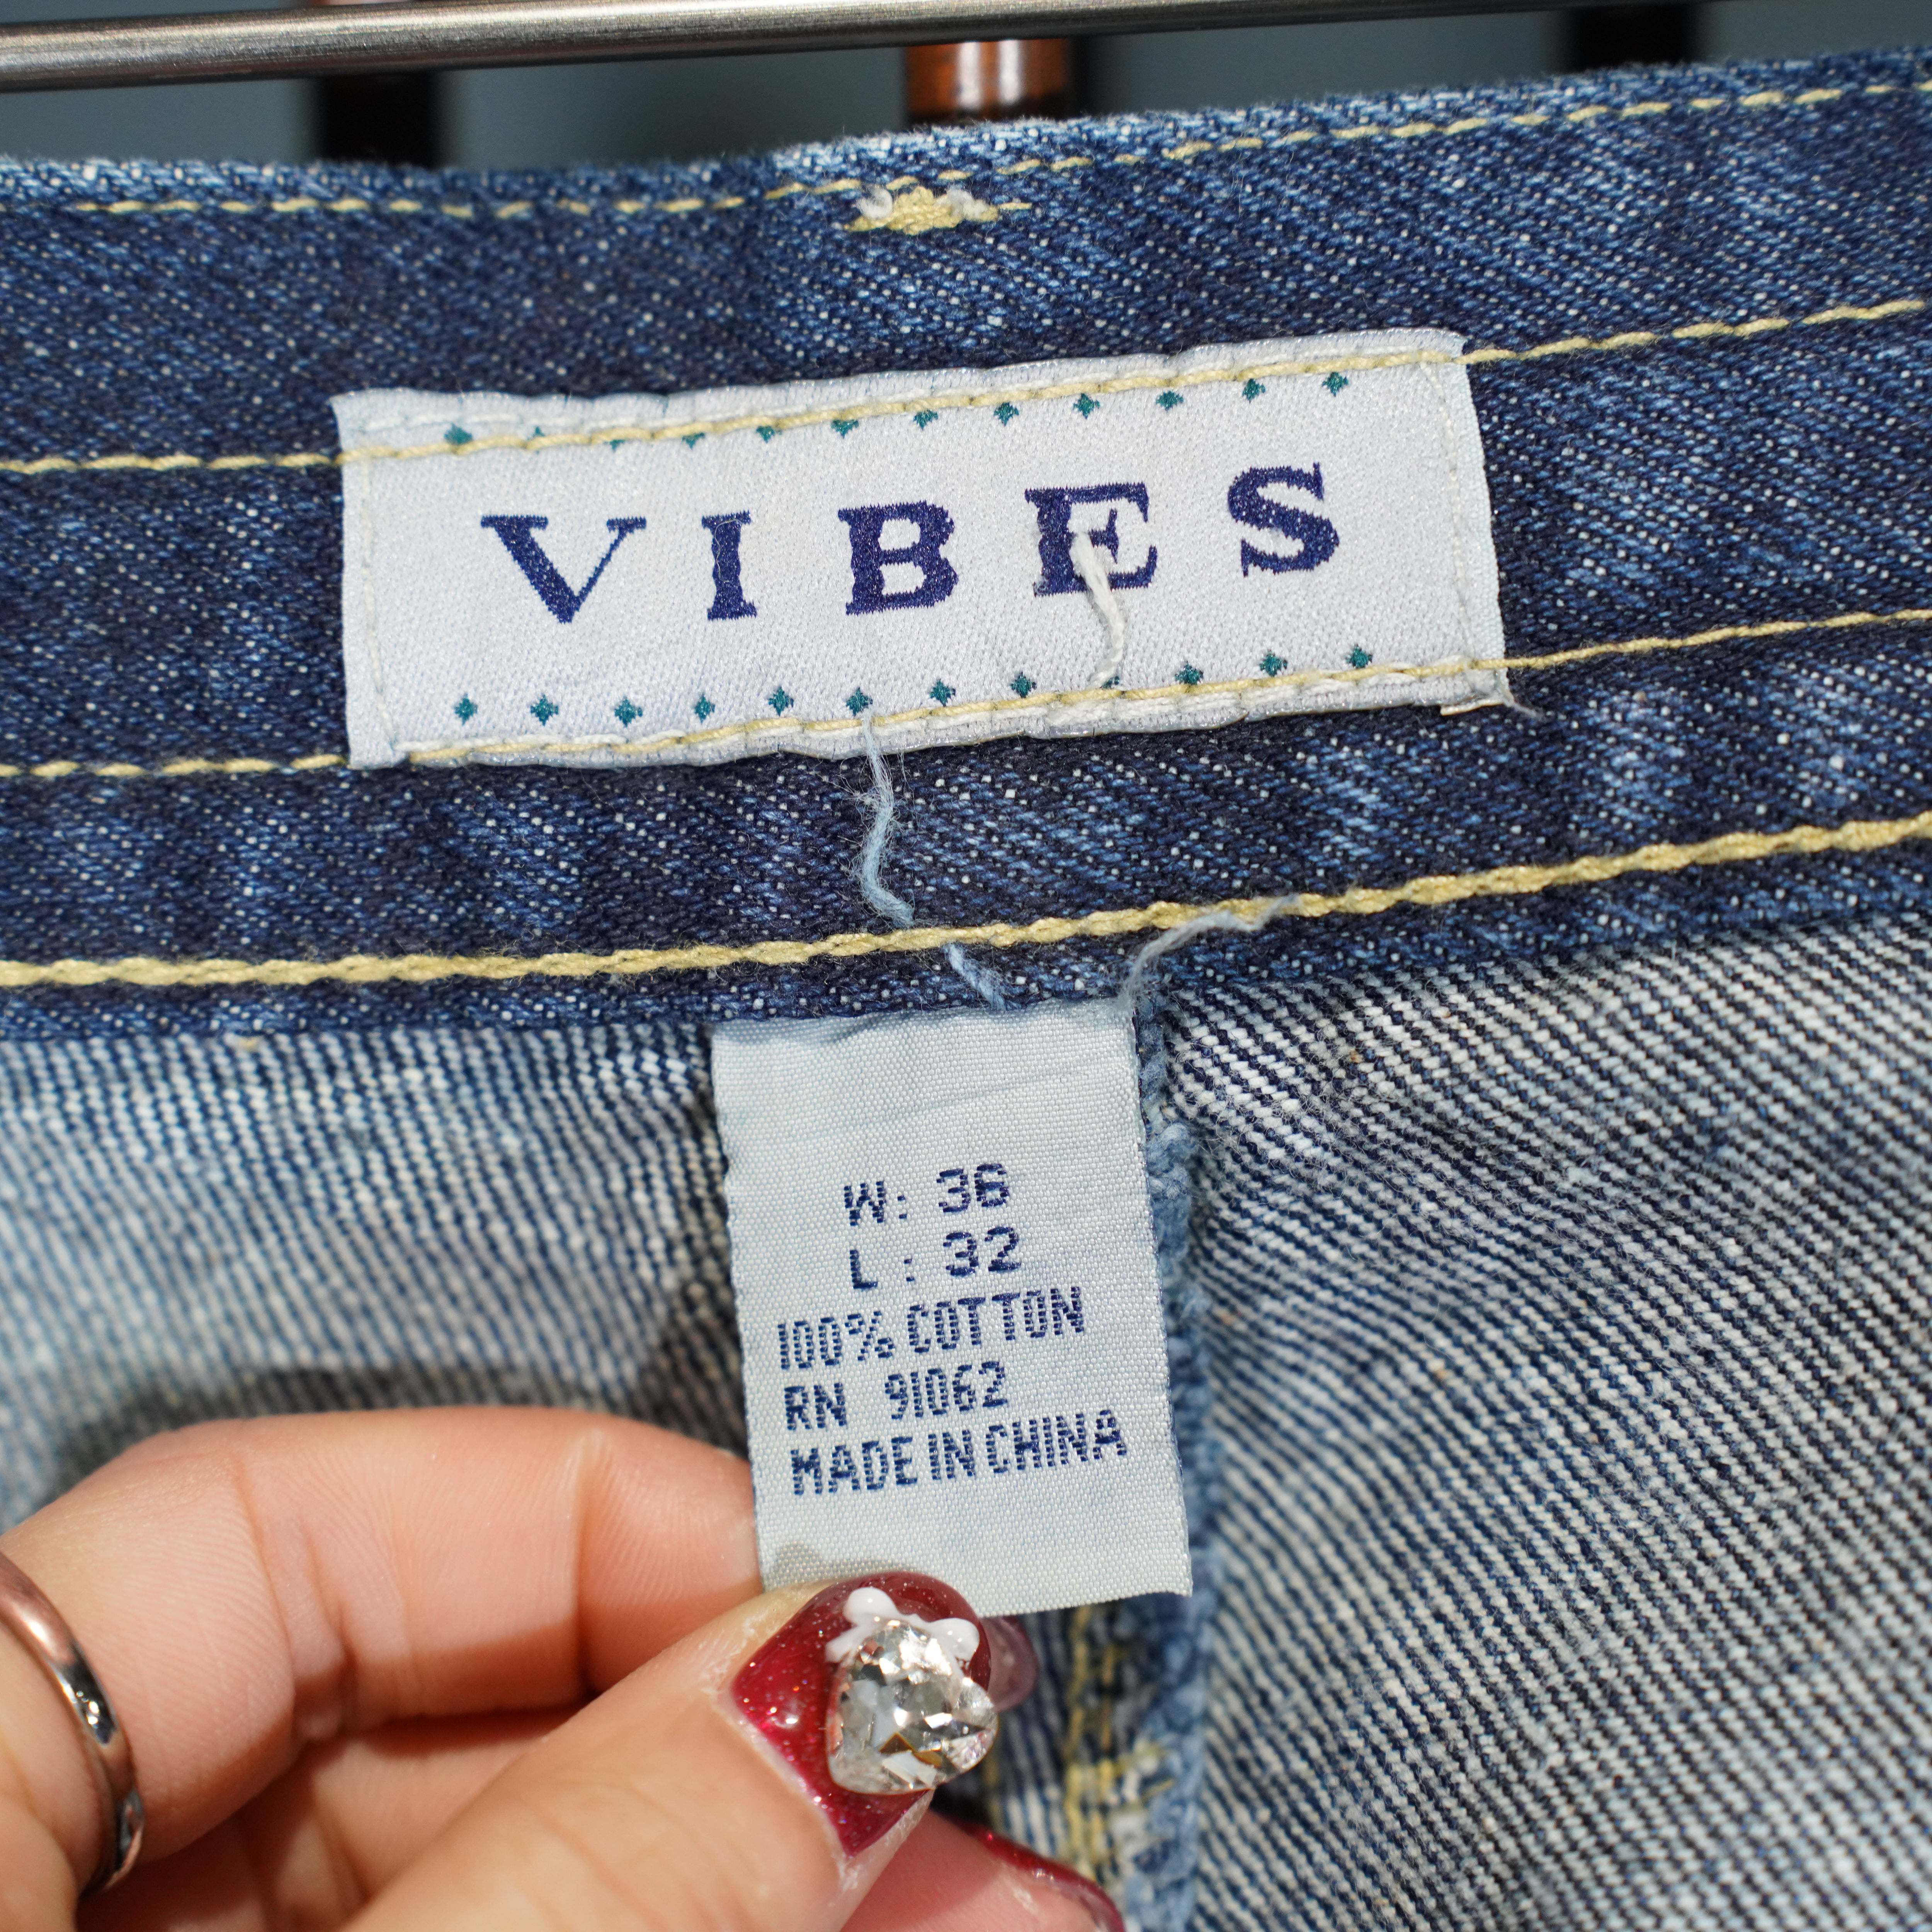 VIBES
W: 36
L: 32
100% COTTON
RN 91062
MADE IN CHINA